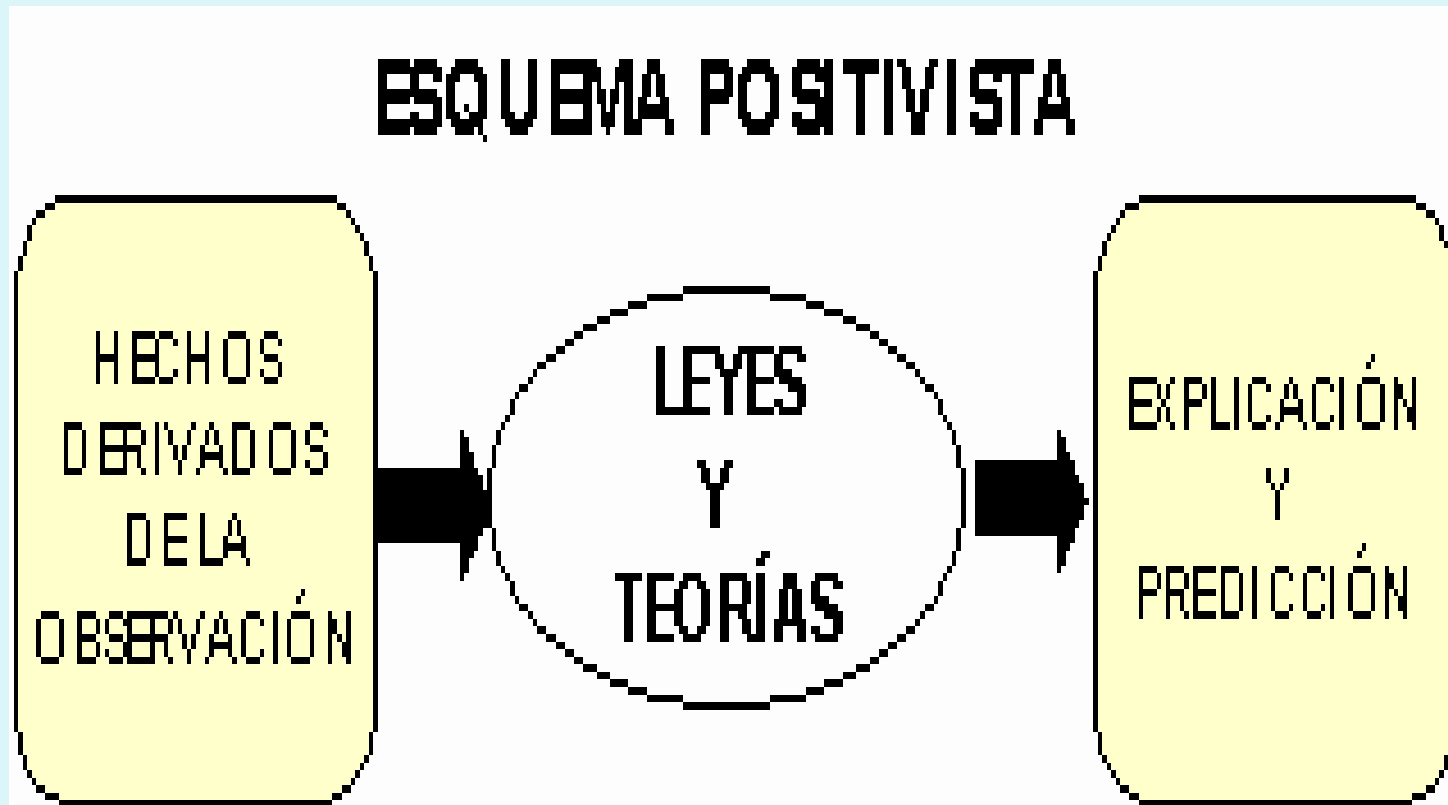 ESQUEMA POSITIVISTA
HECHOS
DERIVADOS
DE LA
OBSERVACIÓN
LEYES
Y
TEORÍAS
EXPLICACIÓN
Y
PREDICCIÓN